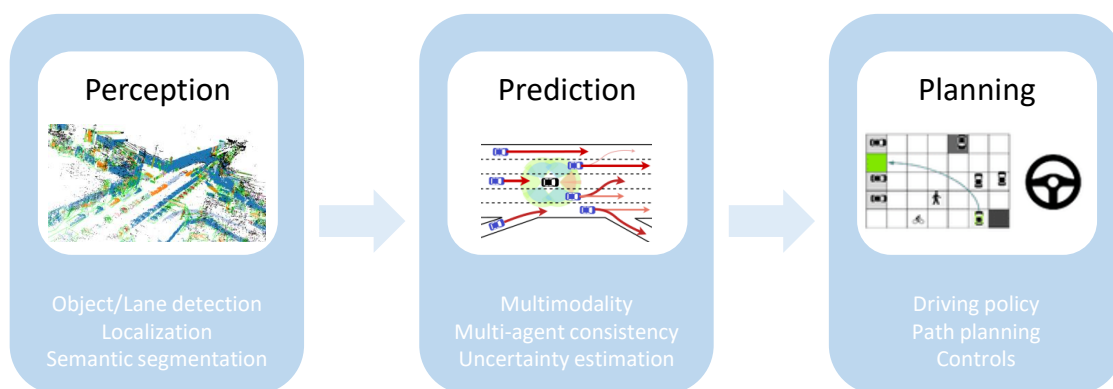 Perception
Object/Lane detection
Localization
Semantic segmentation
Prediction
Multimodality
Multi-agent consistency
Uncertainty estimation
Planning
Driving policy
Path planning
Controls